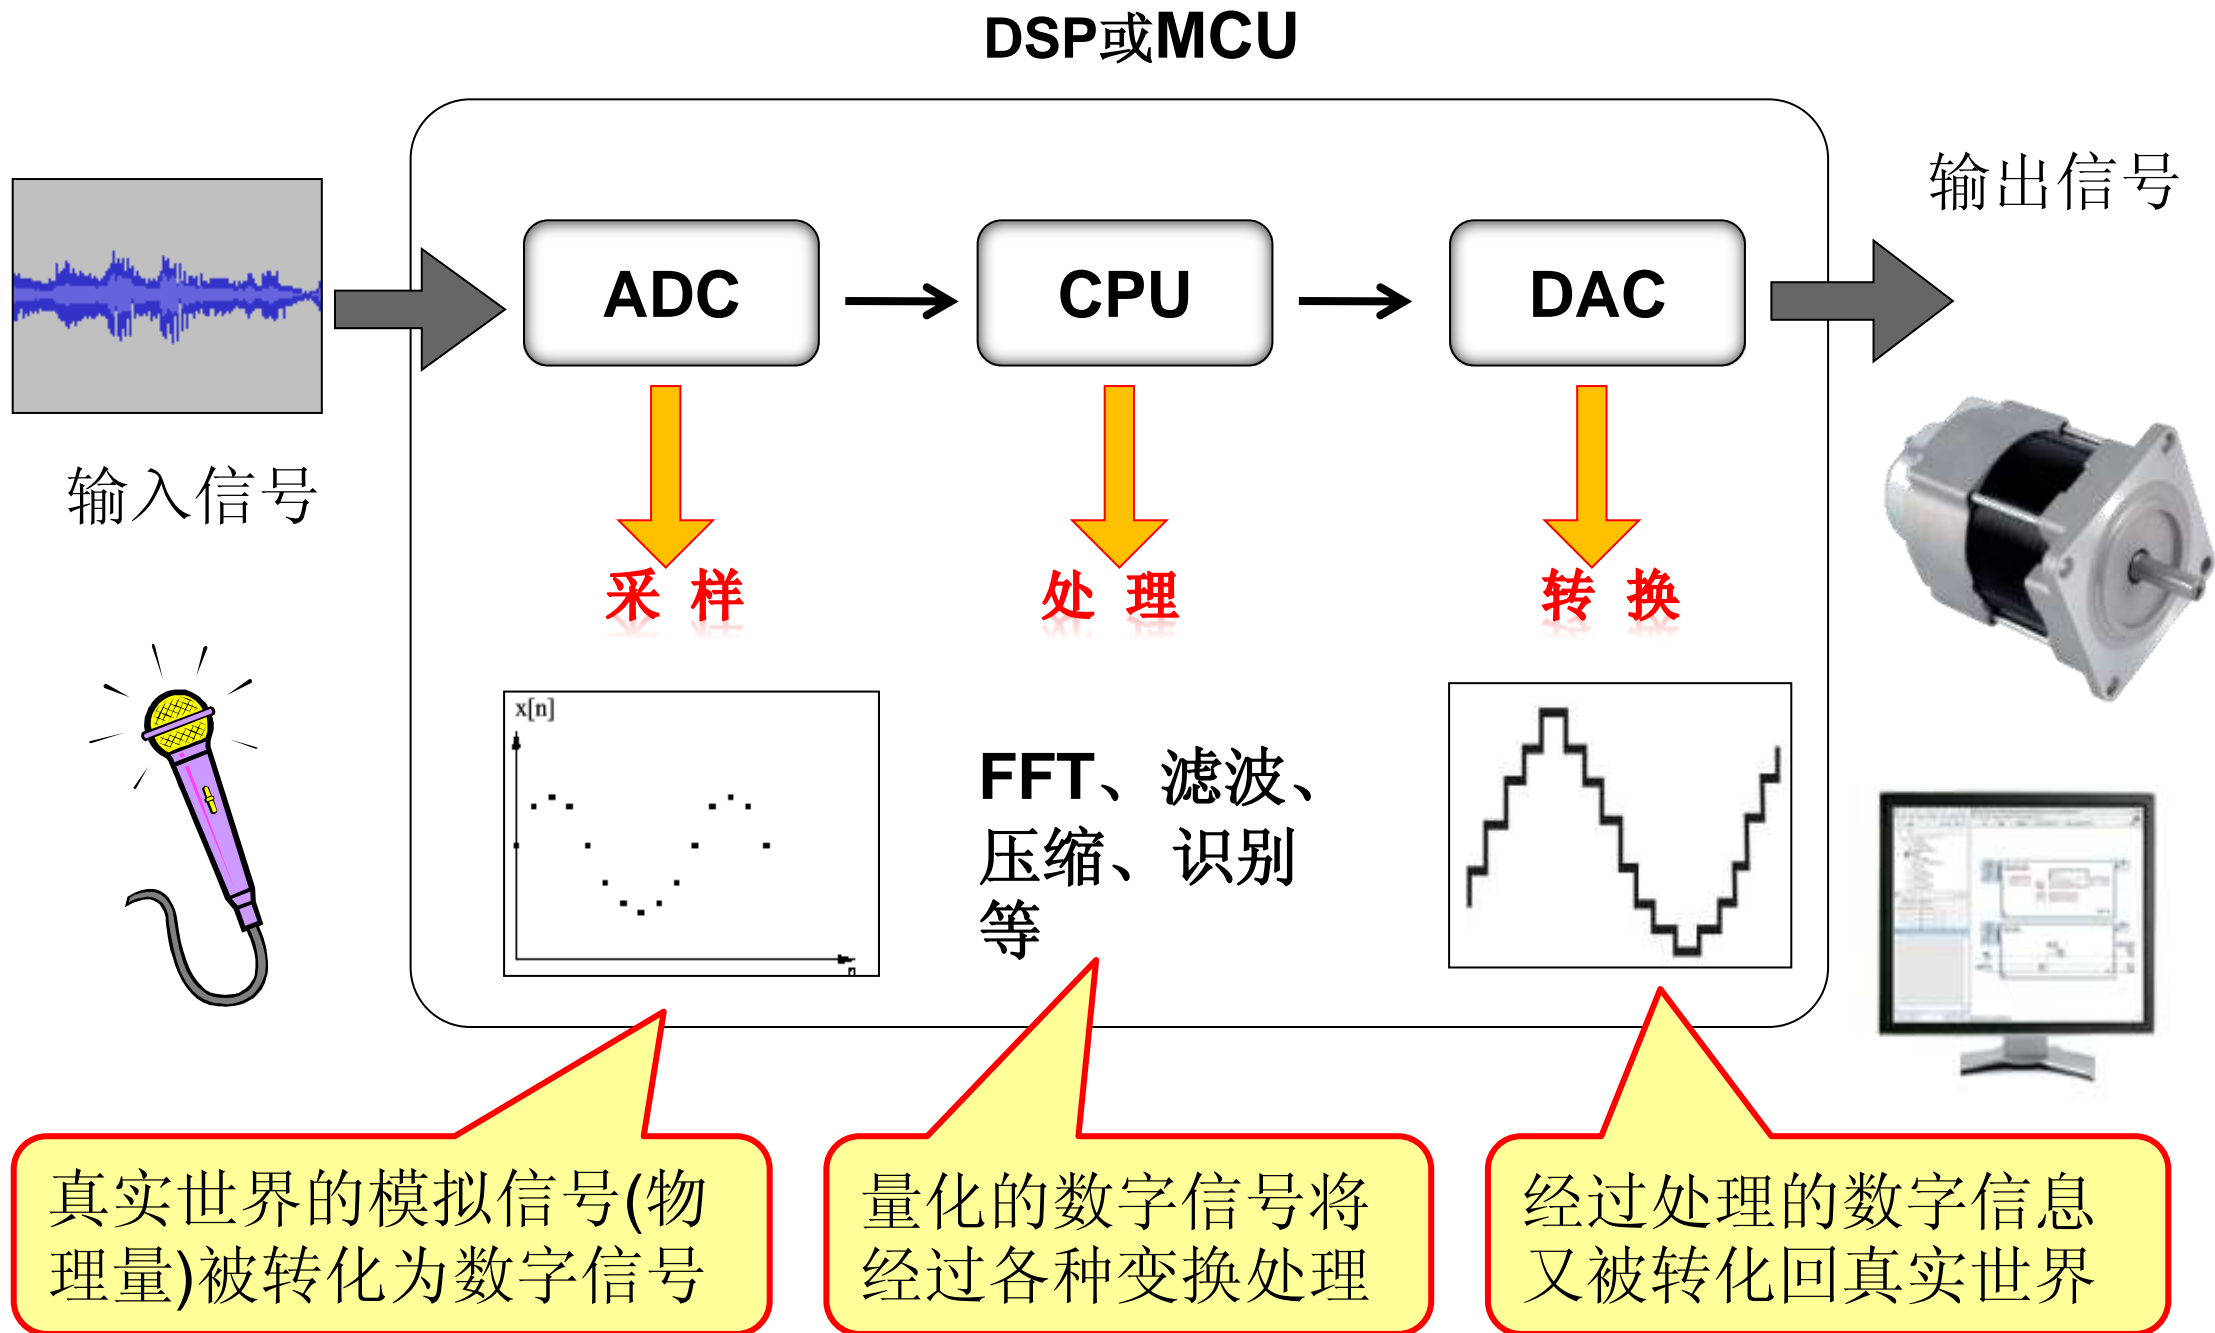 DSP或MCU
输出信号
ADC
CPU
DAC
输入信号
采 样
处 理
转 换
x[n]
n
FFT、滤波、
压缩、识别
等
真实世界的模拟信号(物
理量)被转化为数字信号
量化的数字信号将
经过各种变换处理
经过处理的数字信息
又被转化回真实世界